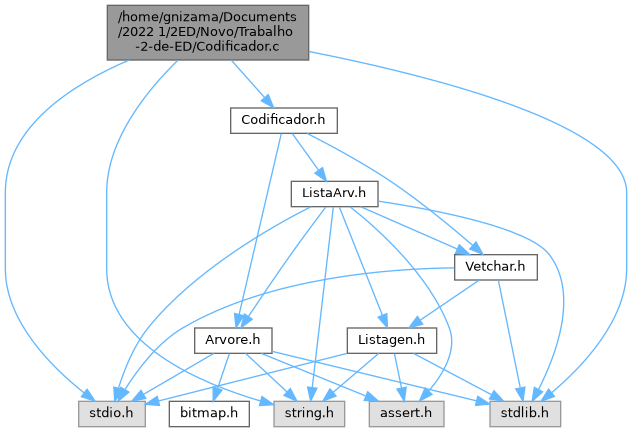 /home/gnizama/Documents
/2022 1/2ED/Novo/Trabalho
-2-de-ED/Codificador.c
Codificador.h
ListaArv.h
Vetchar.h
Arvore.h
Listagen.h
stdio.h
bitmap.h
string.h
assert.h
stdlib.h